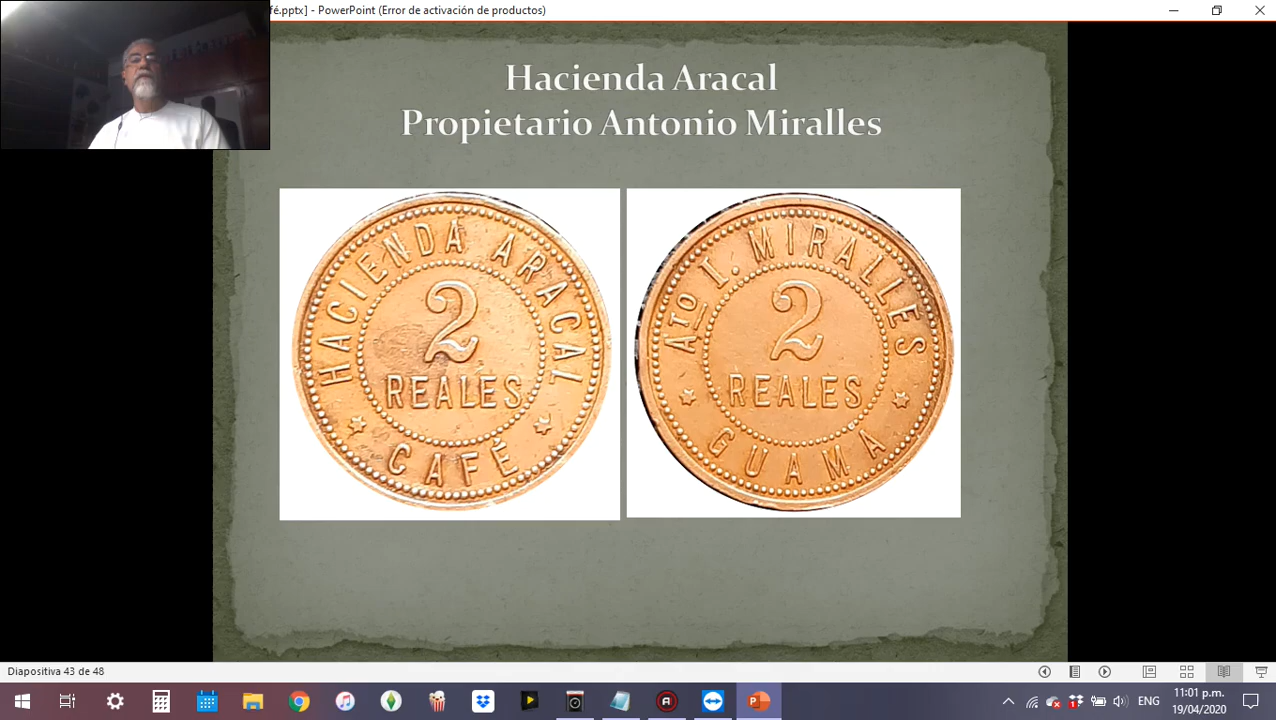 fé.pptx] - PowerPoint (Error de activación de productos)
Hacienda Aracal
Propietario Antonio Miralles
HACIENDA ARACAL
2
REALES
CAFÉ
Aᵀᴼ I. MIRALLES
2
REALES
GUAMA
Diapositiva 43 de 48
ENG
11:01 p.m.
19/04/2020